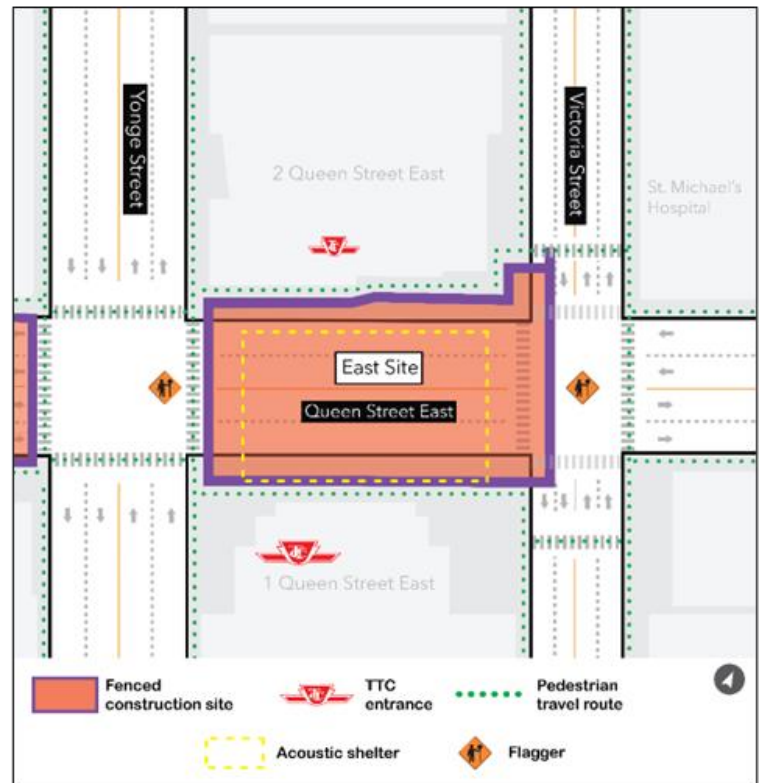 Yonge Street
Victoria Street
2 Queen Street East
St. Michael's
Hospital
East Site
Queen Street East
1 Queen Street East
Fenced
construction site
TTC
entrance
Pedestrian
travel route
Acoustic shelter
Flagger